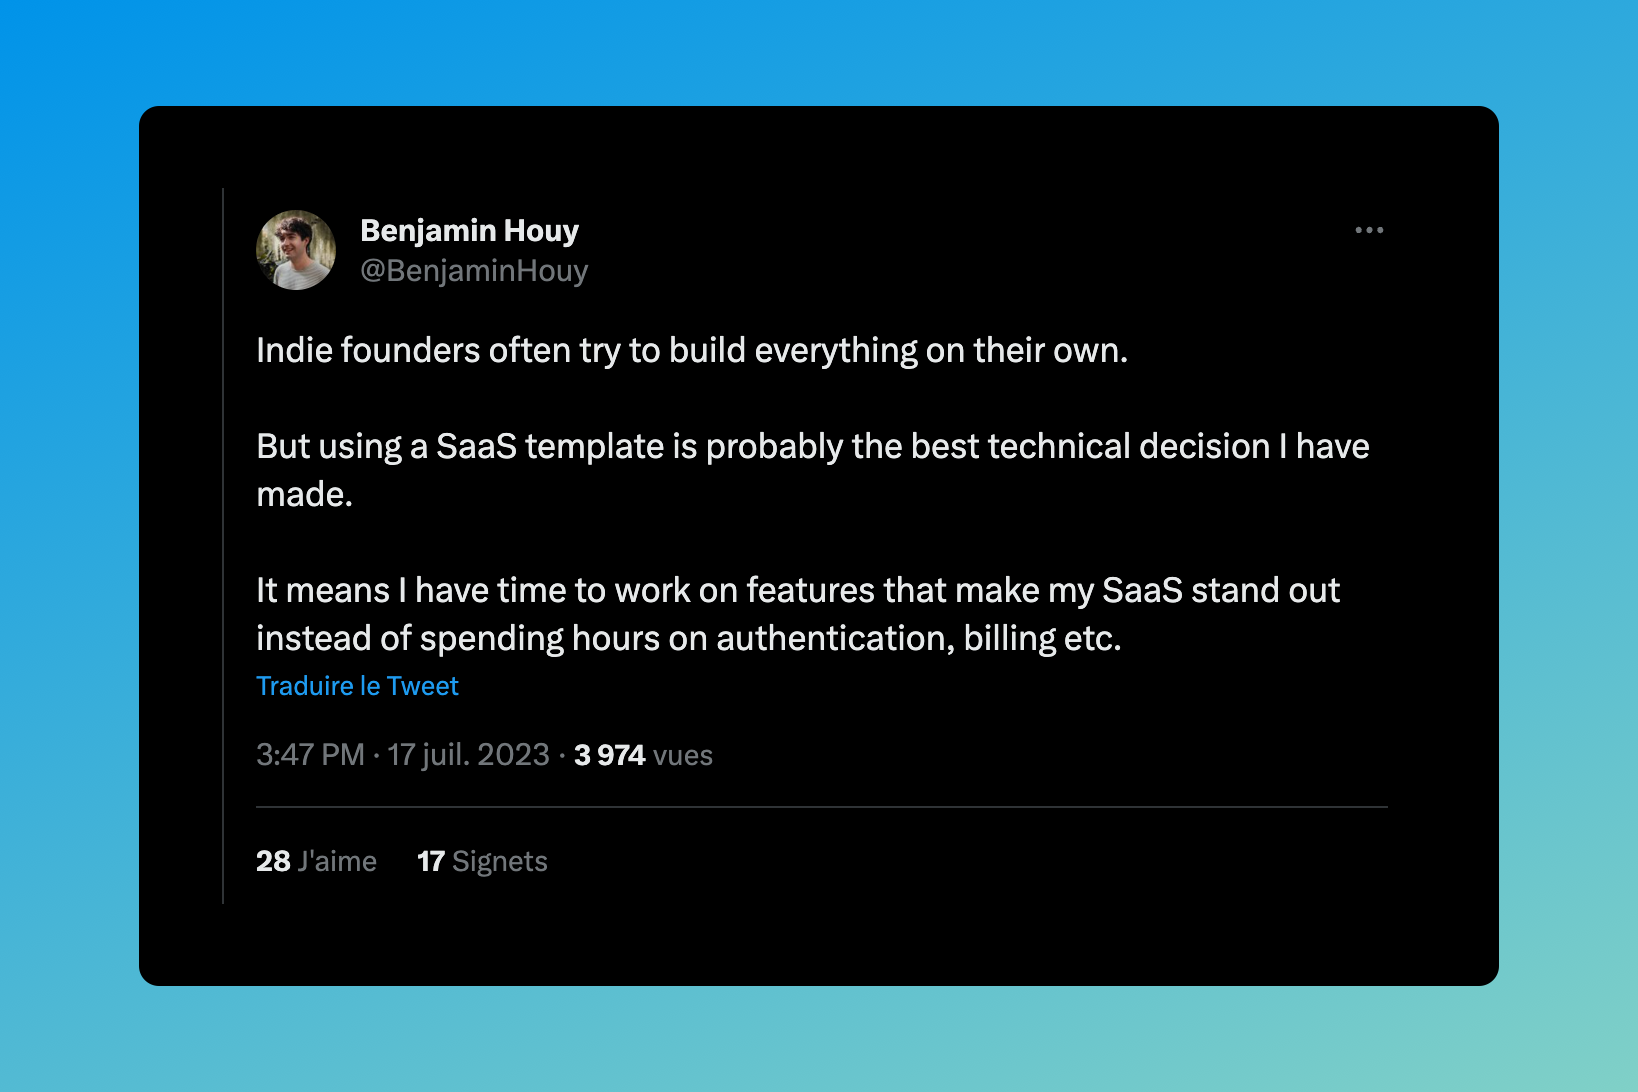 Benjamin Houy
@BenjaminHouy
Indie founders often try to build everything on their own.
But using a SaaS template is probably the best technical decision I have
made.
It means I have time to work on features that make my SaaS stand out
instead of spending hours on authentication, billing etc.
Traduire le Tweet
3:47 PM · 17 juil. 2023 · 3 974 vues
28 J'aime 17 Signets